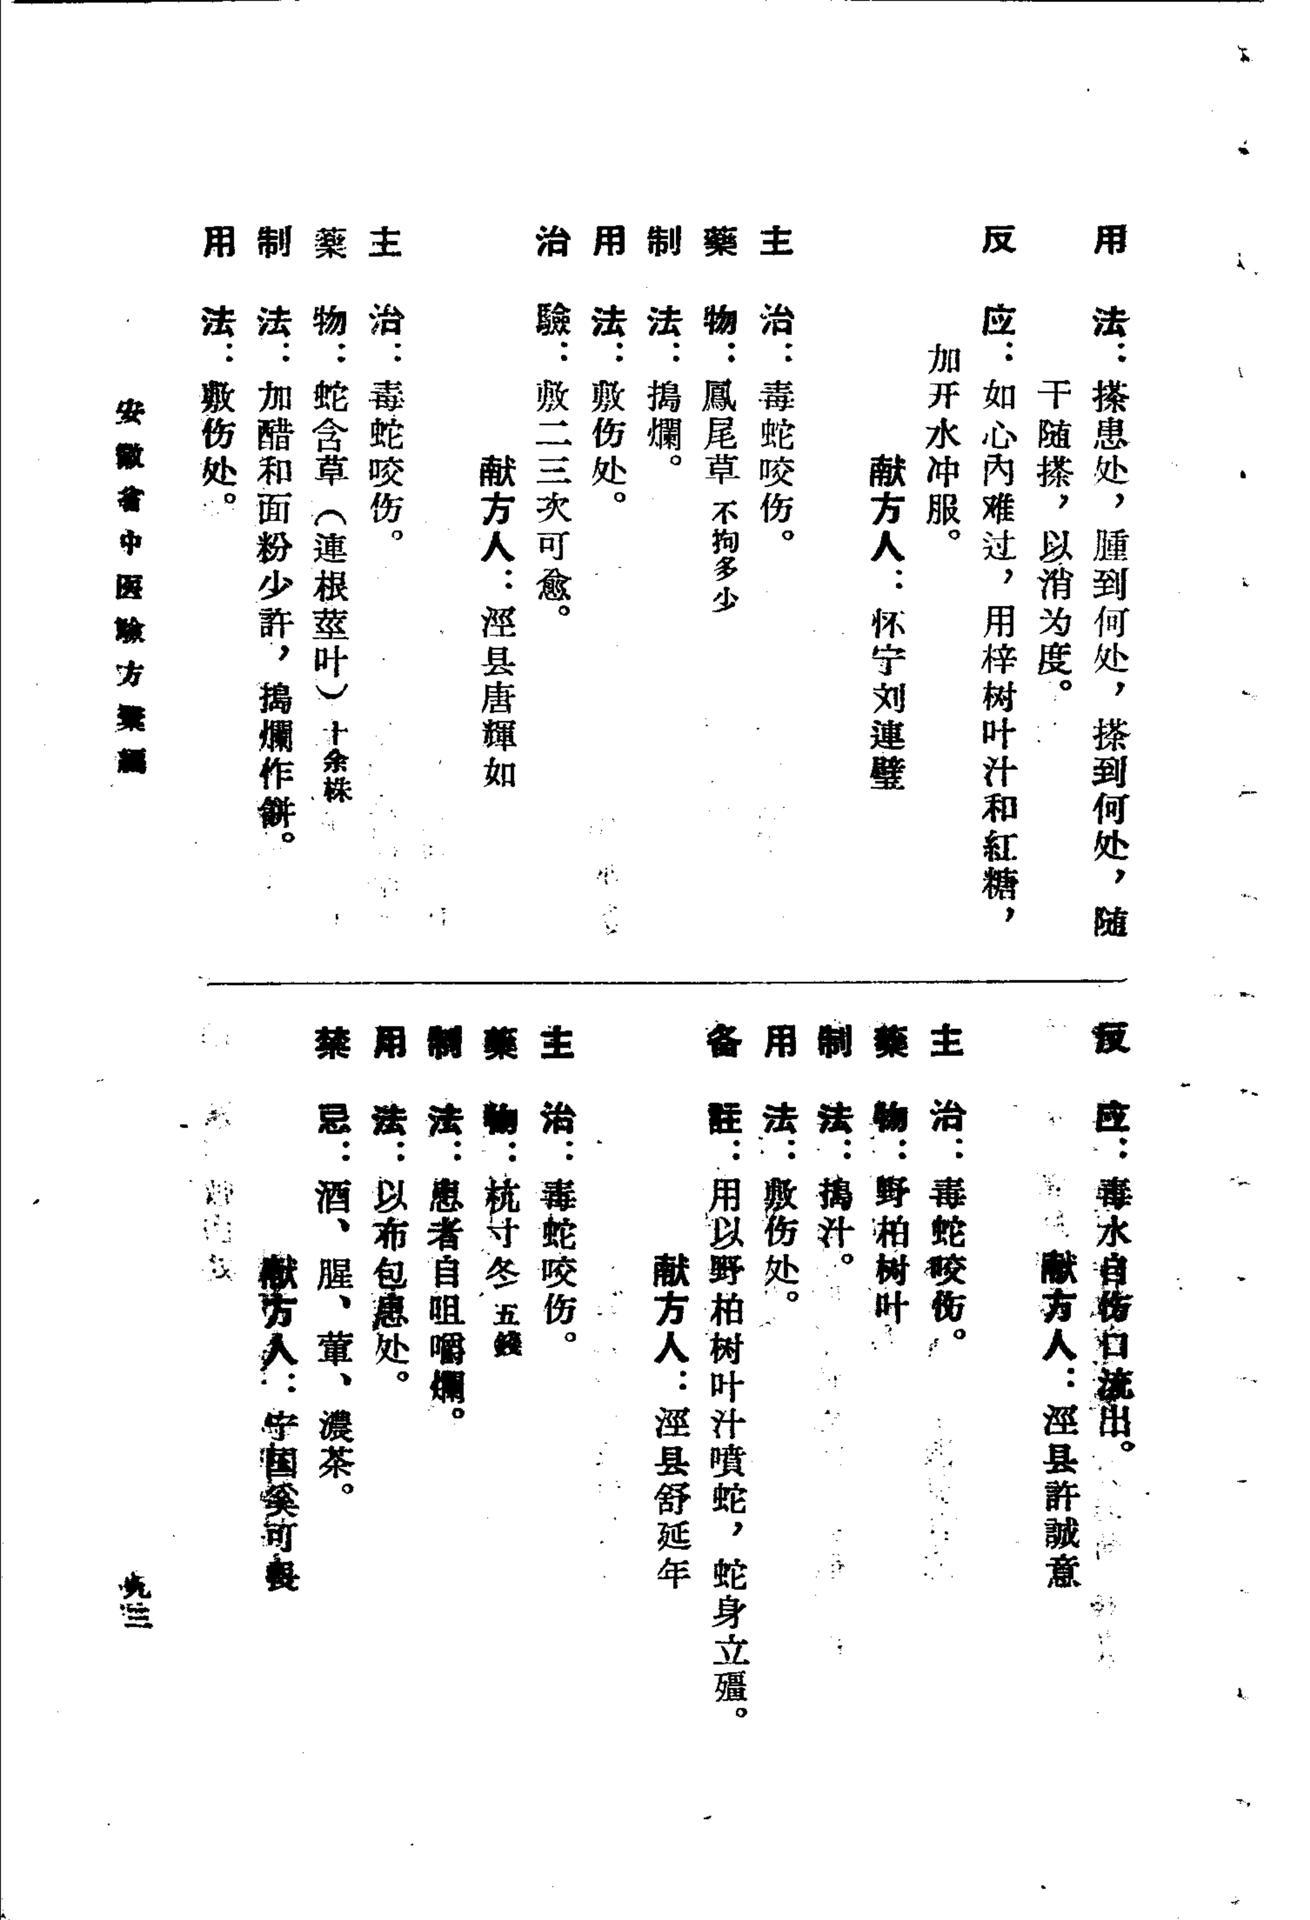 用　法：搽患处，腫到何处，搽到何处，随
干随搽，以消为度。
反　应：如心內难过，用梓树叶汁和紅糖，
加开水冲服。
献方人：怀宁刘連璧
主　治：毒蛇咬伤。
藥　物：鳳尾草 不拘多少
制　法：搗爛。
用　法：敷伤处。
治　驗：敷二三次可愈。
献方人：涇县唐輝如
主　治：毒蛇咬伤。
藥　物：蛇含草（連根莖叶）十余株
制　法：加醋和面粉少許，搗爛作餅。
用　法：敷伤处。
反　应：毒水自伤口流出。
献方人：涇县許誠意
主　治：毒蛇咬伤。
藥　物：野柏树叶
制　法：搗汁。
用　法：敷伤处。
备　註：用以野柏树叶汁噴蛇，蛇身立殭。
献方人：涇县舒延年
主　治：毒蛇咬伤。
藥　物：杭寸冬 五錢
制　法：患者自咀嚼爛。
用　法：以布包患处。
禁　忌：酒、腥、葷、濃茶。
献方人：宁国奚可
安徽省中医驗方彙編
九三